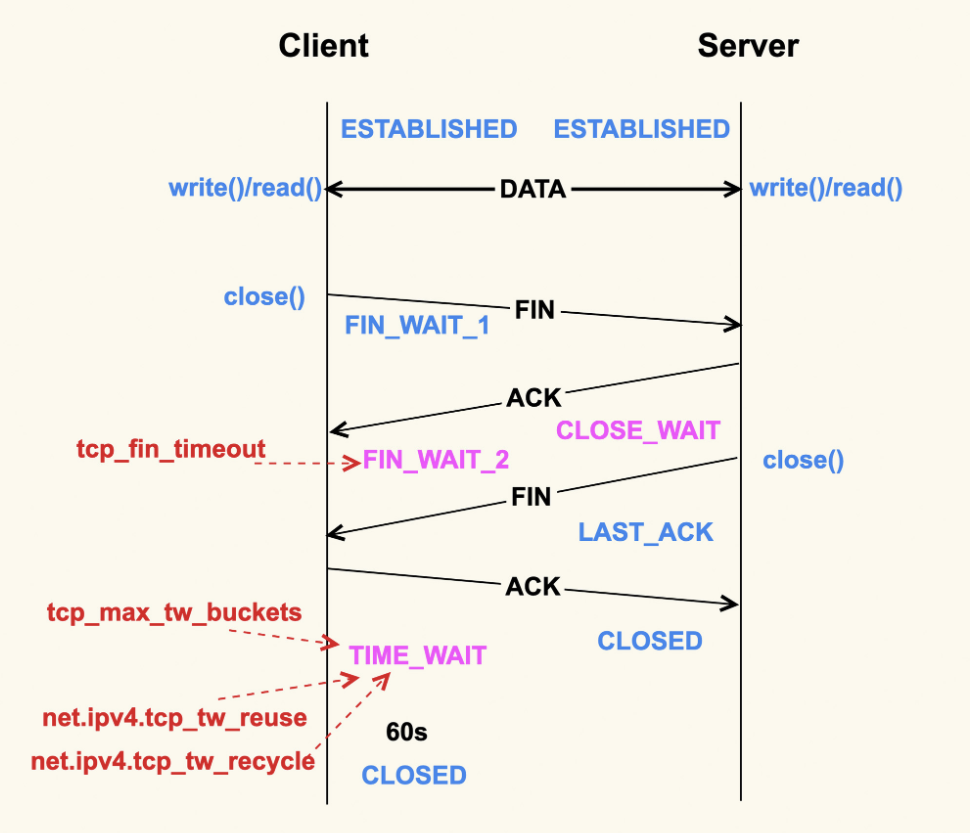 Client
Server
ESTABLISHED
ESTABLISHED
write()/read()
DATA
write()/read()
close()
FIN
FIN_WAIT_1
ACK
CLOSE_WAIT
tcp_fin_timeout
FIN_WAIT_2
close()
FIN
LAST_ACK
ACK
tcp_max_tw_buckets
CLOSED
TIME_WAIT
net.ipv4.tcp_tw_reuse
60s
net.ipv4.tcp_tw_recycle
CLOSED